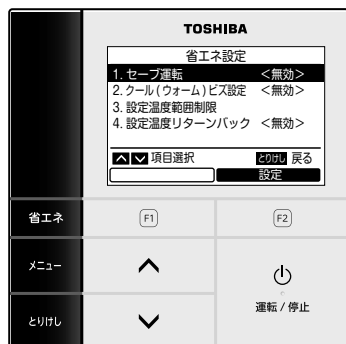 TOSHIBA
省エネ設定
1. セーブ運転 <無効>
2. クール(ウォーム)ビズ設定 <無効>
3. 設定温度範囲制限
4. 設定温度リターンバック <無効>
項目選択 とりけし 戻る
設定
省エネ F1 F2
メニュー
運転 / 停止
とりけし